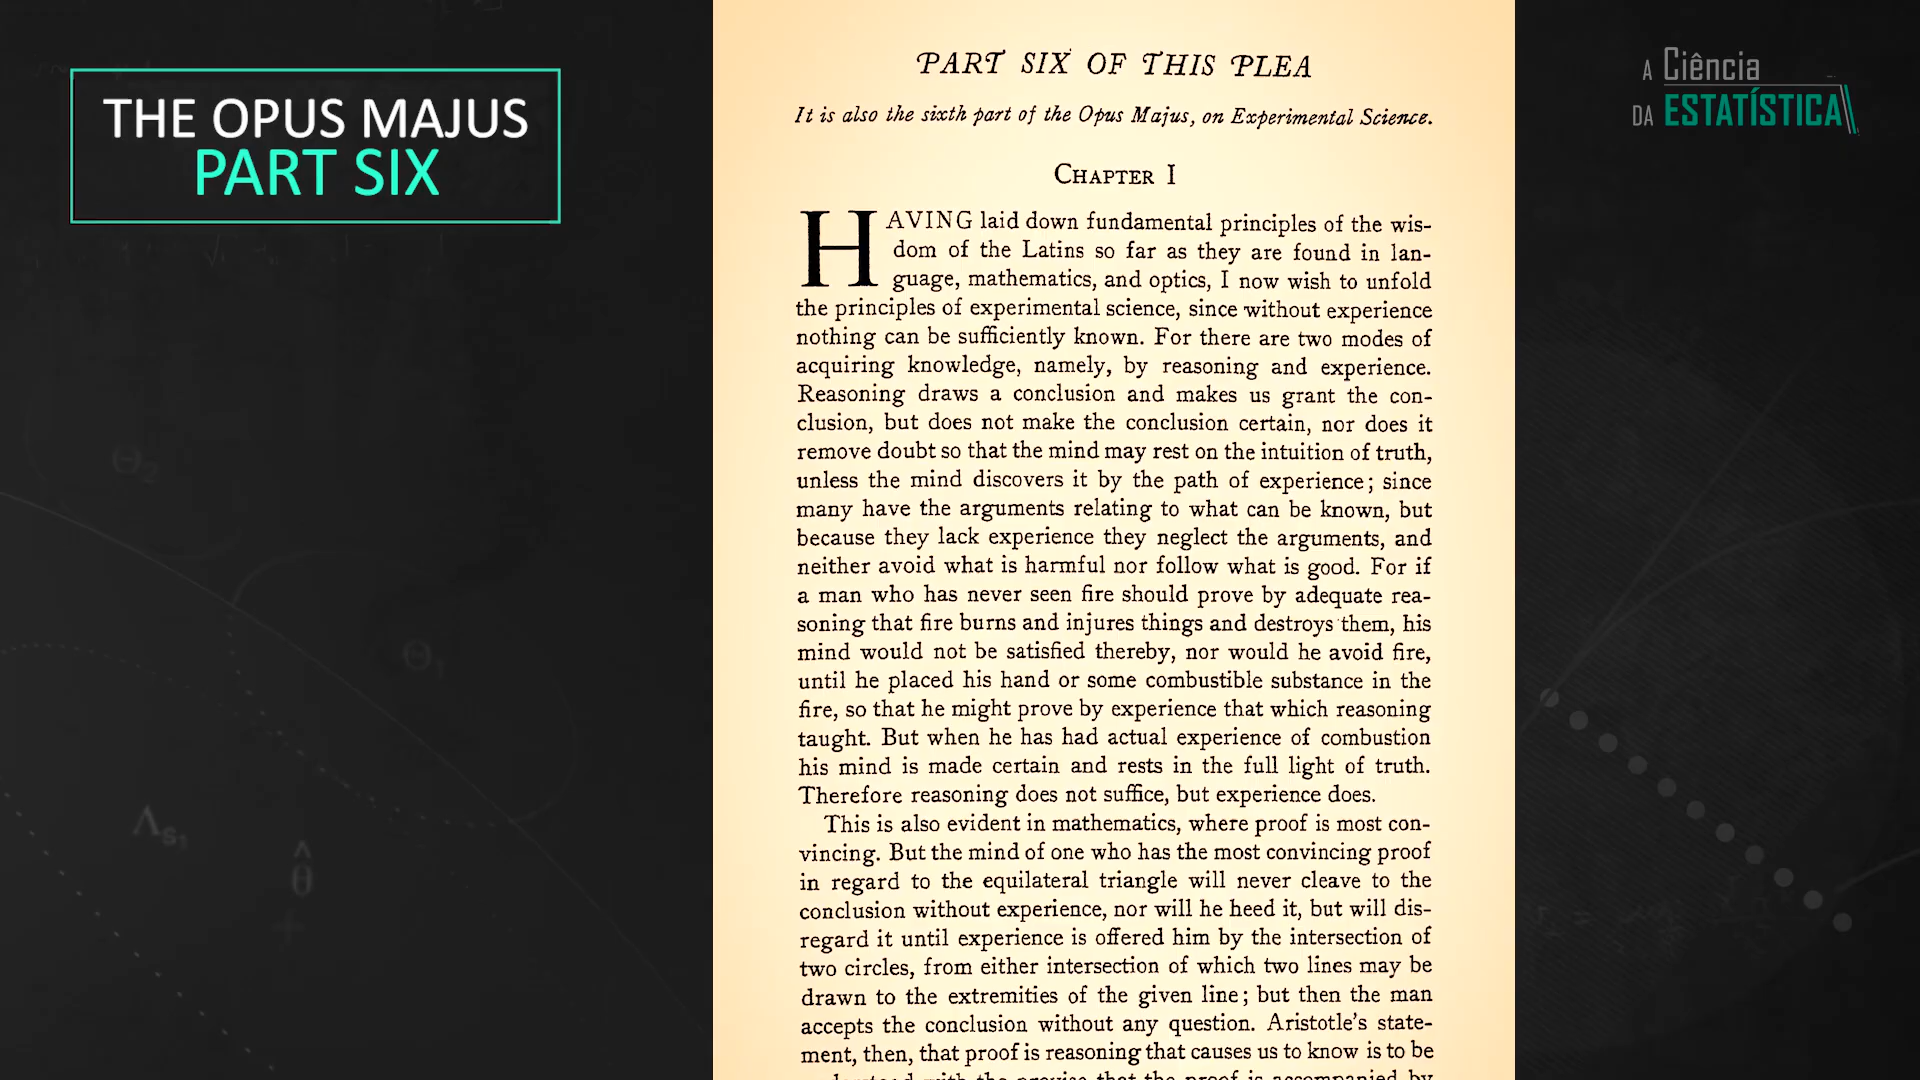 THE OPUS MAJUS
PART SIX
A Ciência
DA ESTATÍSTICA
PART SIX OF THIS PLEA
It is also the sixth part of the Opus Majus, on Experimental Science.
CHAPTER I
HAVING laid down fundamental principles of the wis-
dom of the Latins so far as they are found in lan-
guage, mathematics, and optics, I now wish to unfold
the principles of experimental science, since without experience
nothing can be sufficiently known. For there are two modes of
acquiring knowledge, namely, by reasoning and experience.
Reasoning draws a conclusion and makes us grant the con-
clusion, but does not make the conclusion certain, nor does it
remove doubt so that the mind may rest on the intuition of truth,
unless the mind discovers it by the path of experience; since
many have the arguments relating to what can be known, but
because they lack experience they neglect the arguments, and
neither avoid what is harmful nor follow what is good. For if
a man who has never seen fire should prove by adequate rea-
soning that fire burns and injures things and destroys them, his
mind would not be satisfied thereby, nor would he avoid fire,
until he placed his hand or some combustible substance in the
fire, so that he might prove by experience that which reasoning
taught. But when he has had actual experience of combustion
his mind is made certain and rests in the full light of truth.
Therefore reasoning does not suffice, but experience does.
This is also evident in mathematics, where proof is most con-
vincing. But the mind of one who has the most convincing proof
in regard to the equilateral triangle will never cleave to the
conclusion without experience, nor will he heed it, but will dis-
regard it until experience is offered him by the intersection of
two circles, from either intersection of which two lines may be
drawn to the extremities of the given line; but then the man
accepts the conclusion without any question. Aristotle's state-
ment, then, that proof is reasoning that causes us to know is to be
Θ2
Θ1
Λs1
θ̂